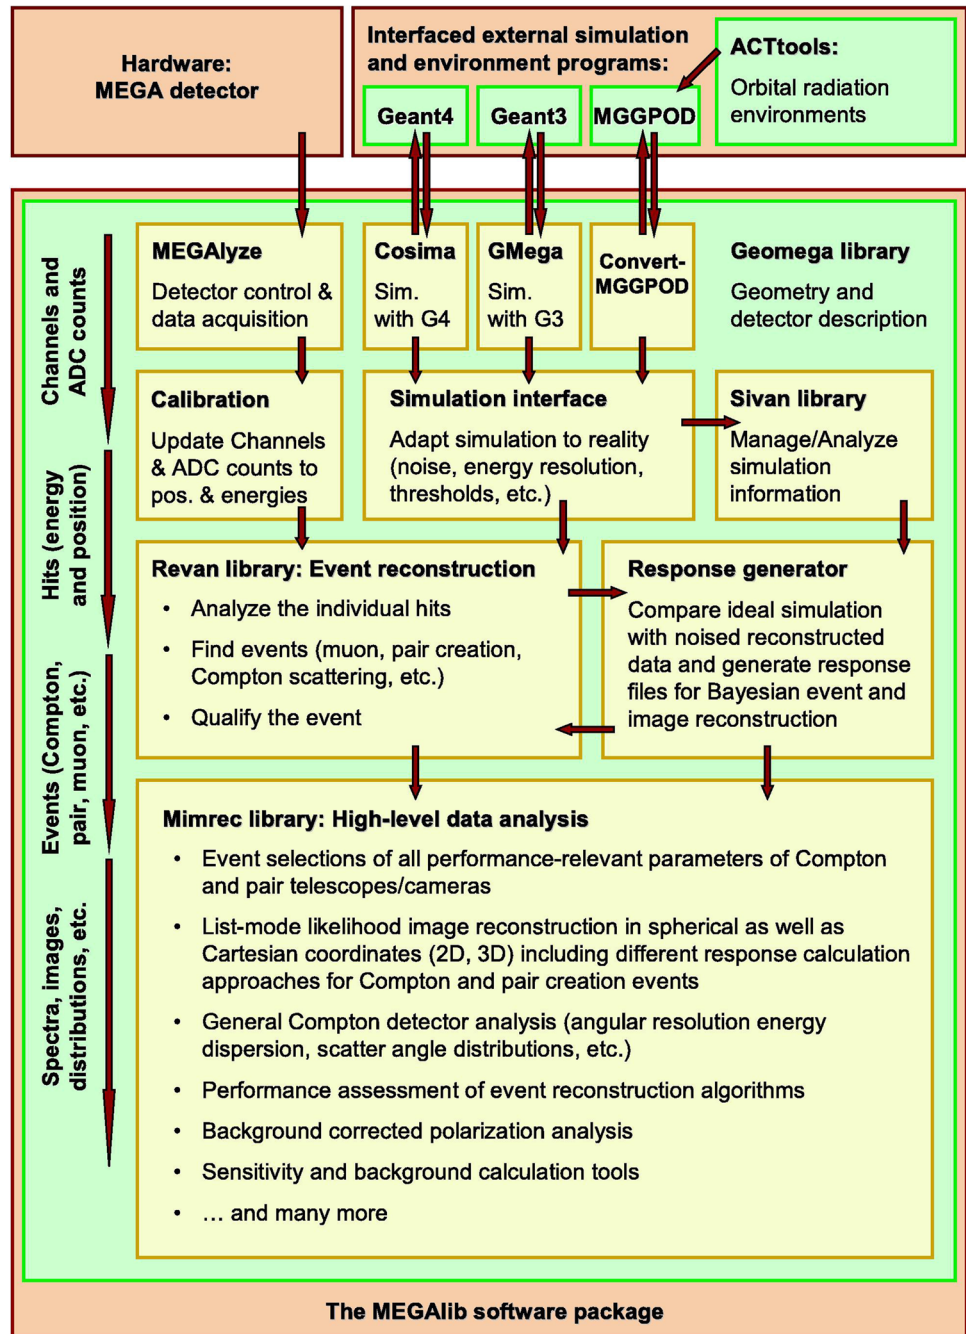 Hardware:
MEGA detector
Interfaced external simulation
and environment programs:
Geant4
Geant3
MGGPOD
ACTtools:
Orbital radiation
environments
Channels and
ADC counts
Hits (energy
and position)
Events (Compton,
pair, muon, etc.)
Spectra, images,
distributions, etc.
MEGAlyze
Detector control &
data acquisition
Cosima
Sim.
with G4
GMega
Sim.
with G3
Convert-
MGGPOD
Geomega library
Geometry and
detector description
Calibration
Update Channels
& ADC counts to
pos. & energies
Simulation interface
Adapt simulation to reality
(noise, energy resolution,
thresholds, etc.)
Sivan library
Manage/Analyze
simulation
information
Revan library: Event reconstruction
• Analyze the individual hits
• Find events (muon, pair creation,
Compton scattering, etc.)
• Qualify the event
Response generator
Compare ideal simulation
with noised reconstructed
data and generate response
files for Bayesian event and
image reconstruction
Mimrec library: High-level data analysis
• Event selections of all performance-relevant parameters of Compton
and pair telescopes/cameras
• List-mode likelihood image reconstruction in spherical as well as
Cartesian coordinates (2D, 3D) including different response calculation
approaches for Compton and pair creation events
• General Compton detector analysis (angular resolution energy
dispersion, scatter angle distributions, etc.)
• Performance assessment of event reconstruction algorithms
• Background corrected polarization analysis
• Sensitivity and background calculation tools
• … and many more
The MEGAlib software package